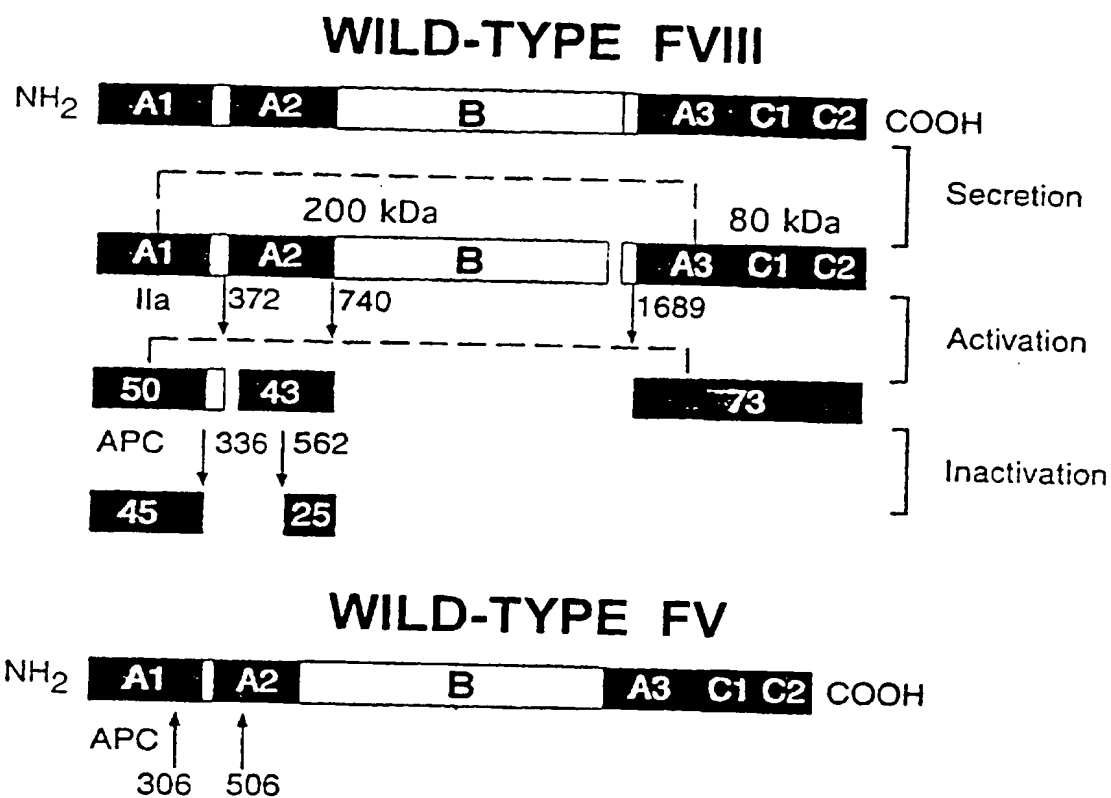 WILD-TYPE FVIII
NH2 A1 A2 B A3 C1 C2 COOH
Secretion
200 kDa 80 kDa
A1 A2 B A3 C1 C2
IIa 372 740 1689
Activation
50 43 73
APC 336 562
Inactivation
45 25
WILD-TYPE FV
NH2 A1 A2 B A3 C1 C2 COOH
APC
306 506